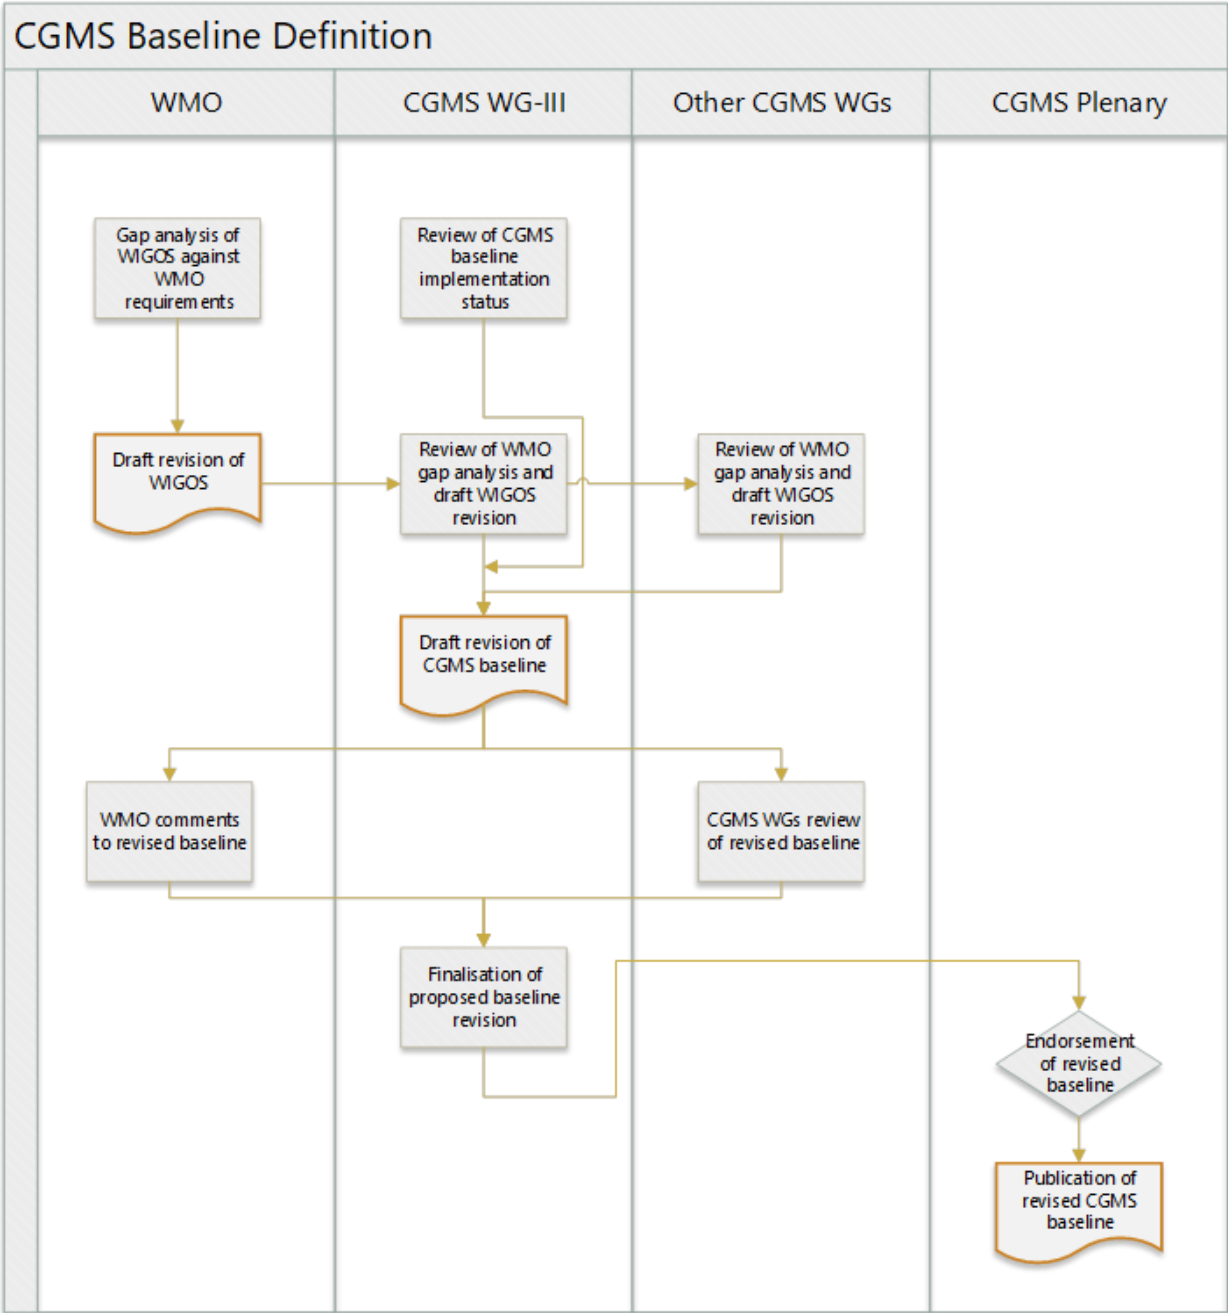 CGMS Baseline Definition
WMO
CGMS WG-III
Other CGMS WGs
CGMS Plenary
Gap analysis of
WIGOS against
WMO
requirements
Review of CGMS
baseline
implementation
status
Draft revision of
WIGOS
Review of WMO
gap analysis and
draft WIGOS
revision
Review of WMO
gap analysis and
draft WIGOS
revision
Draft revision of
CGMS baseline
WMO comments
to revised baseline
CGMS WGs review
of revised baseline
Finalisation of
proposed baseline
revision
Endorsement
of revised
baseline
Publication of
revised CGMS
baseline